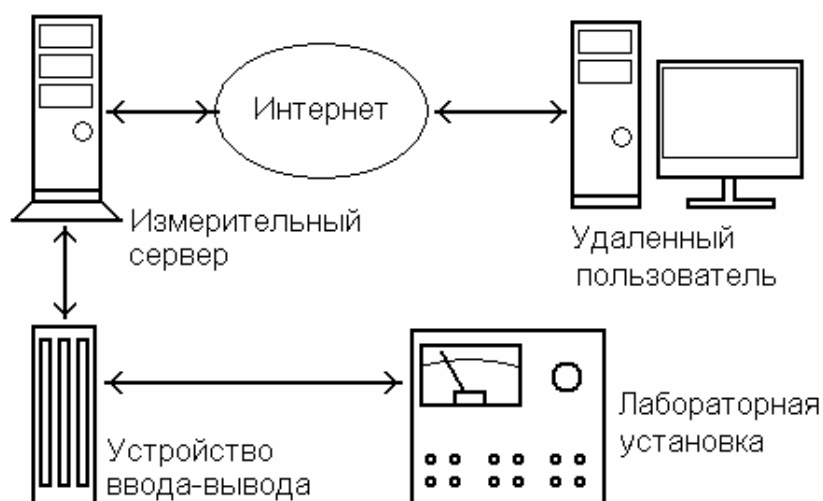 Интернет
Измерительный
сервер
Удаленный
пользователь
Лабораторная
установка
Устройство
ввода-вывода